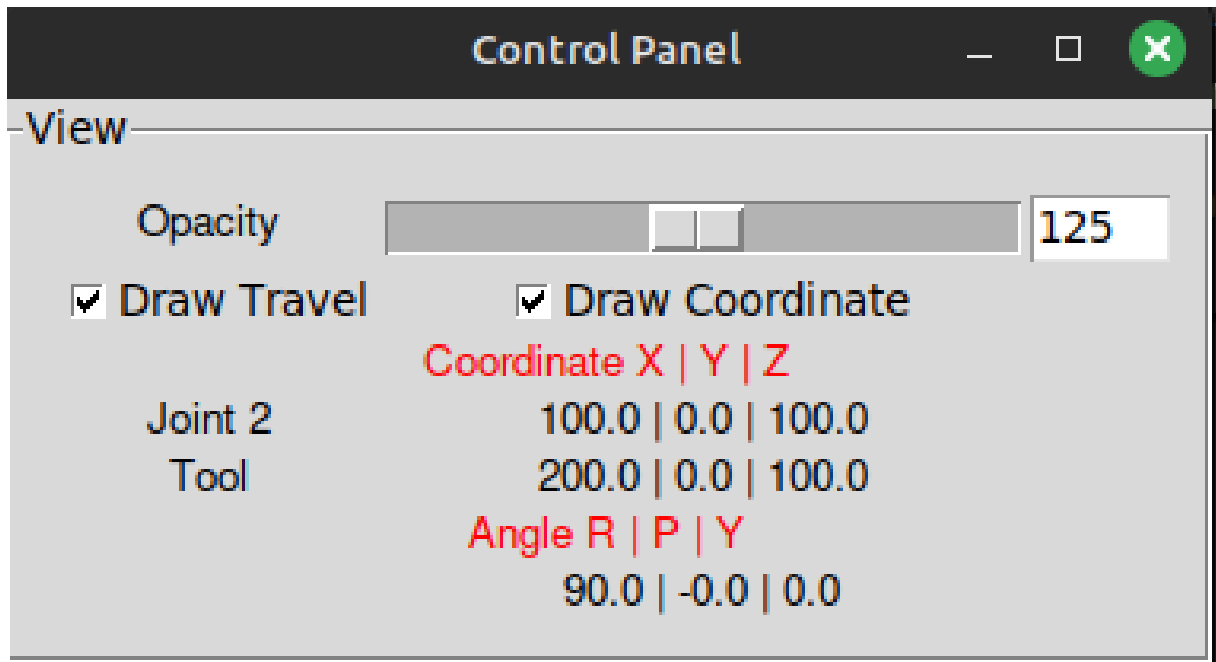 Control Panel
View
Opacity 125
Draw Travel Draw Coordinate
Coordinate X | Y | Z
Joint 2 100.0 | 0.0 | 100.0
Tool 200.0 | 0.0 | 100.0
Angle R | P | Y
90.0 | -0.0 | 0.0